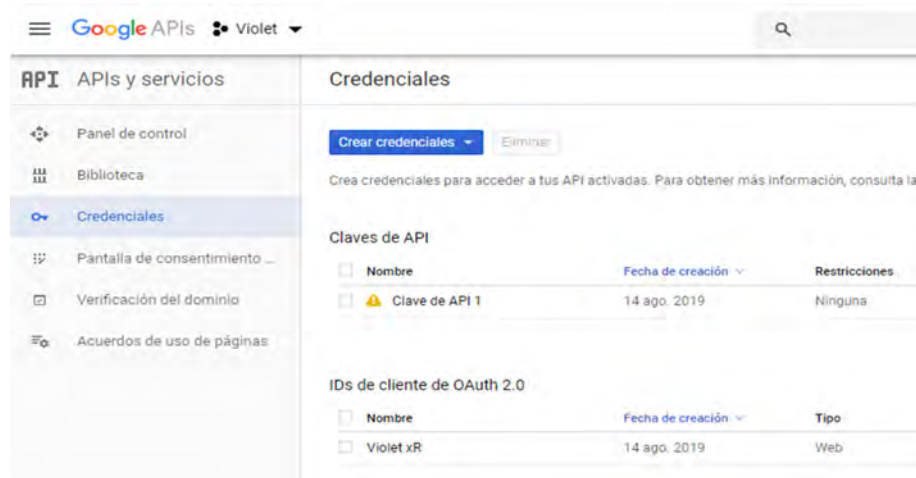 Google APIs Violet
API APIs y servicios
Credenciales
Panel de control
Biblioteca
Credenciales
Pantalla de consentimiento ...
Verificación del dominio
Acuerdos de uso de páginas
Crear credenciales
Eliminar
Crea credenciales para acceder a tus API activadas. Para obtener más información, consulta la
Claves de API
Nombre Fecha de creación Restricciones
Clave de API 1 14 ago. 2019 Ninguna
IDs de cliente de OAuth 2.0
Nombre Fecha de creación Tipo
Violet xR 14 ago. 2019 Web